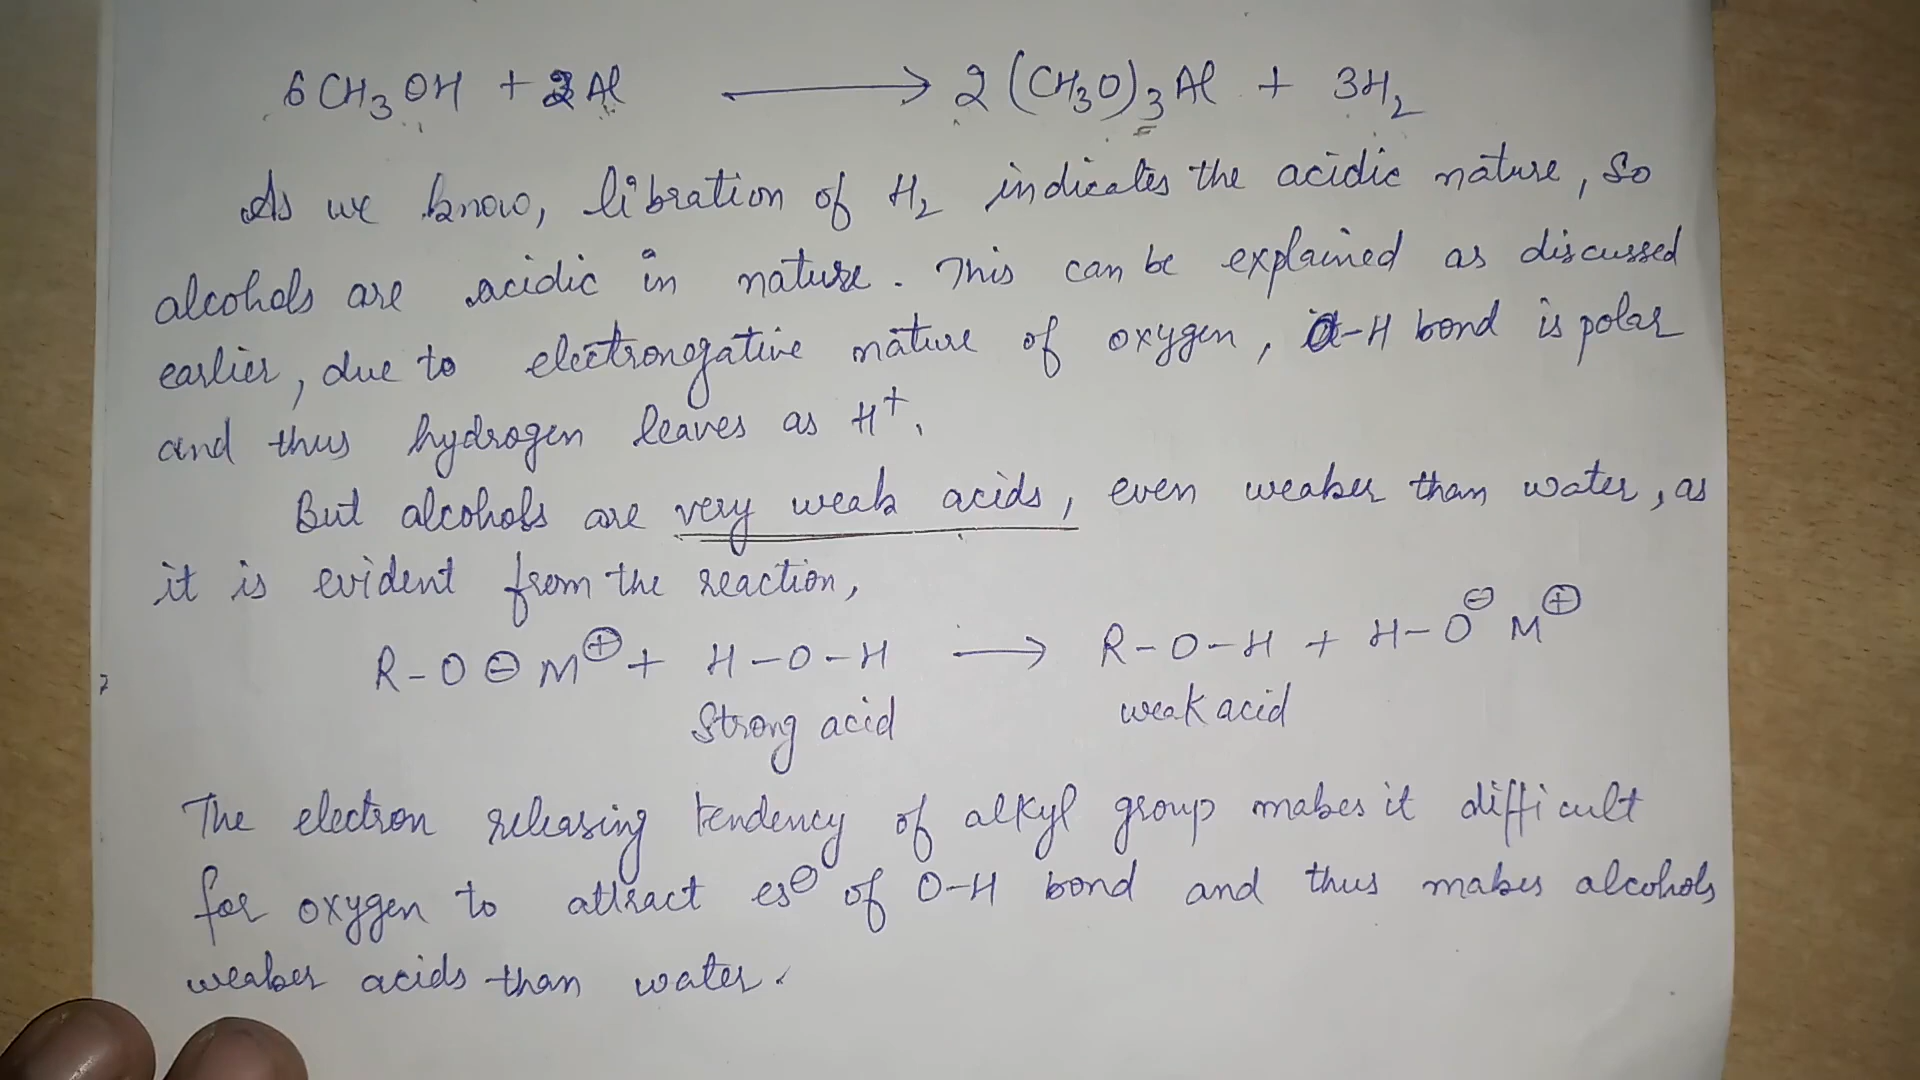 6CH₃OH + 2Al ⟶ 2(CH₃O)₃Al + 3H₂
As we know, libration of H₂ indicates the acidic nature, so
alcohols are acidic in nature. This can be explained as discussed
earlier, due to electronegative nature of oxygen, O-H bond is polar
and thus hydrogen leaves as H⁺.
But alcohols are very weak acids, even weaker than water, as
it is evident from the reaction,
R-O⊖ M⊕ + H-O-H ⟶ R-O-H + H-O⊖ M⊕
Strong acid weak acid
The electron releasing tendency of alkyl group makes it difficult
for oxygen to attract es⊖ of O-H bond and thus makes alcohols
weaker acids than water.